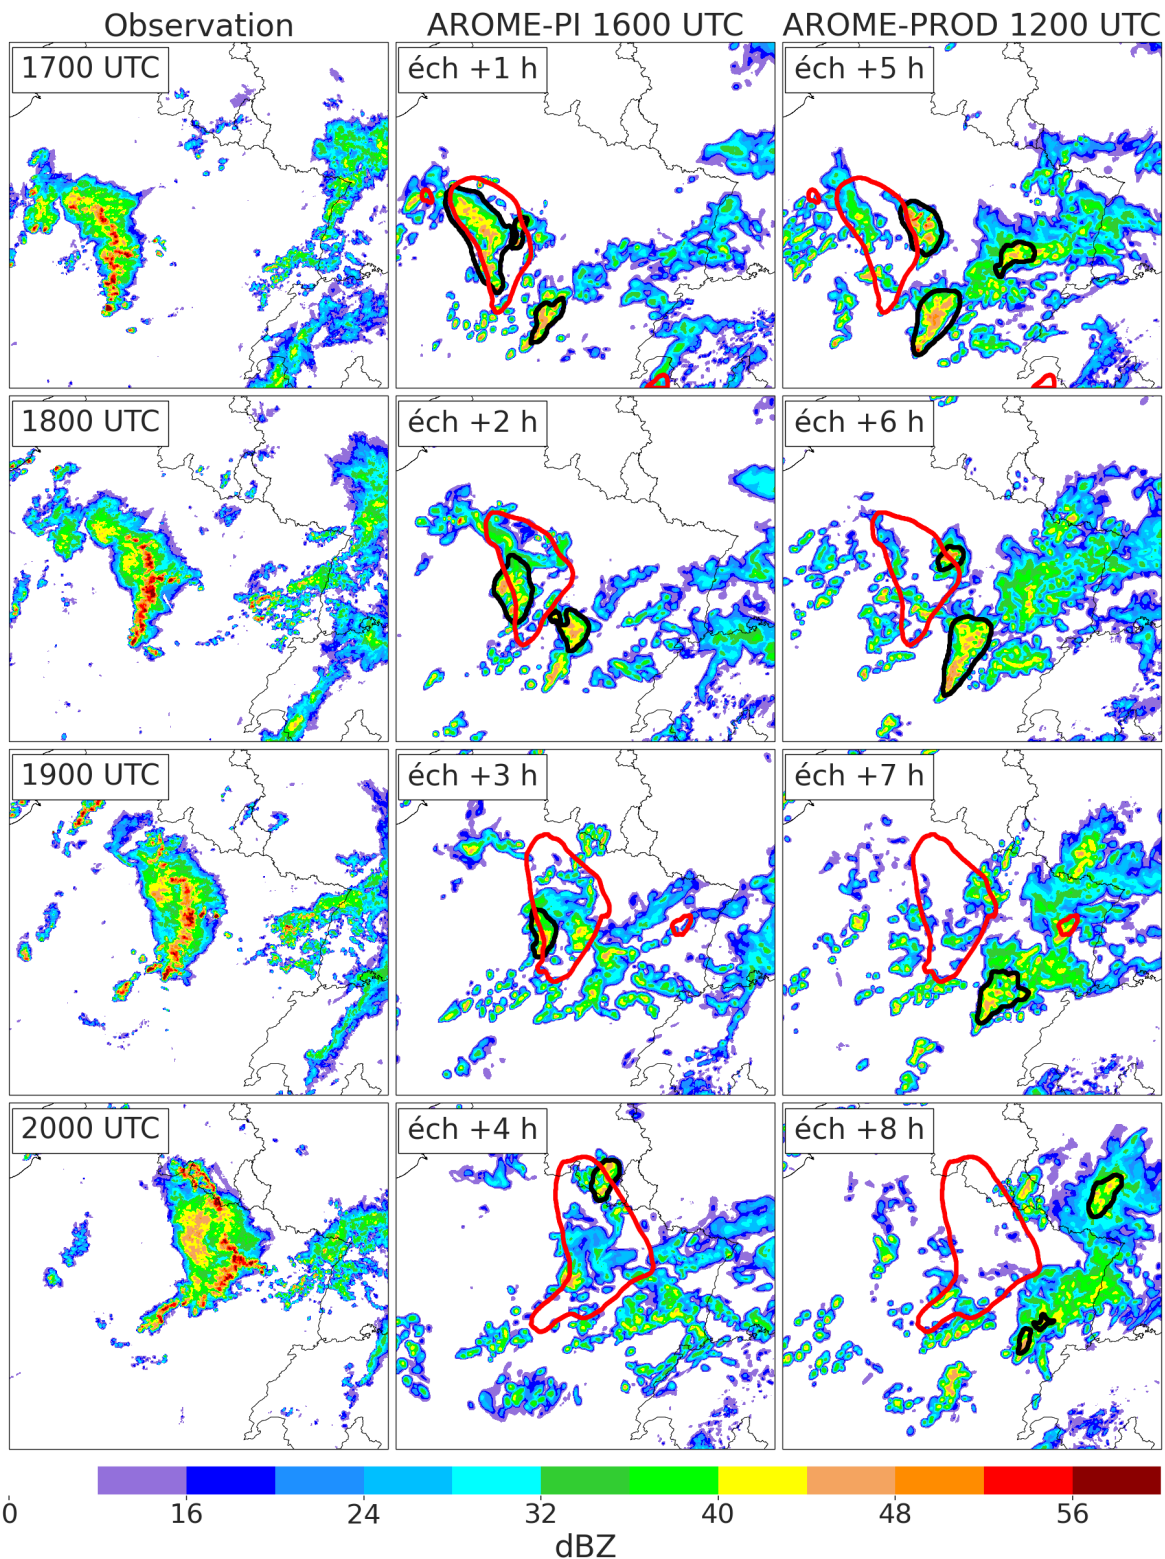 Observation AROME-PI 1600 UTC AROME-PROD 1200 UTC
1700 UTC éch +1 h éch +5 h
1800 UTC éch +2 h éch +6 h
1900 UTC éch +3 h éch +7 h
2000 UTC éch +4 h éch +8 h
0 16 24 32 40 48 56
dBZ